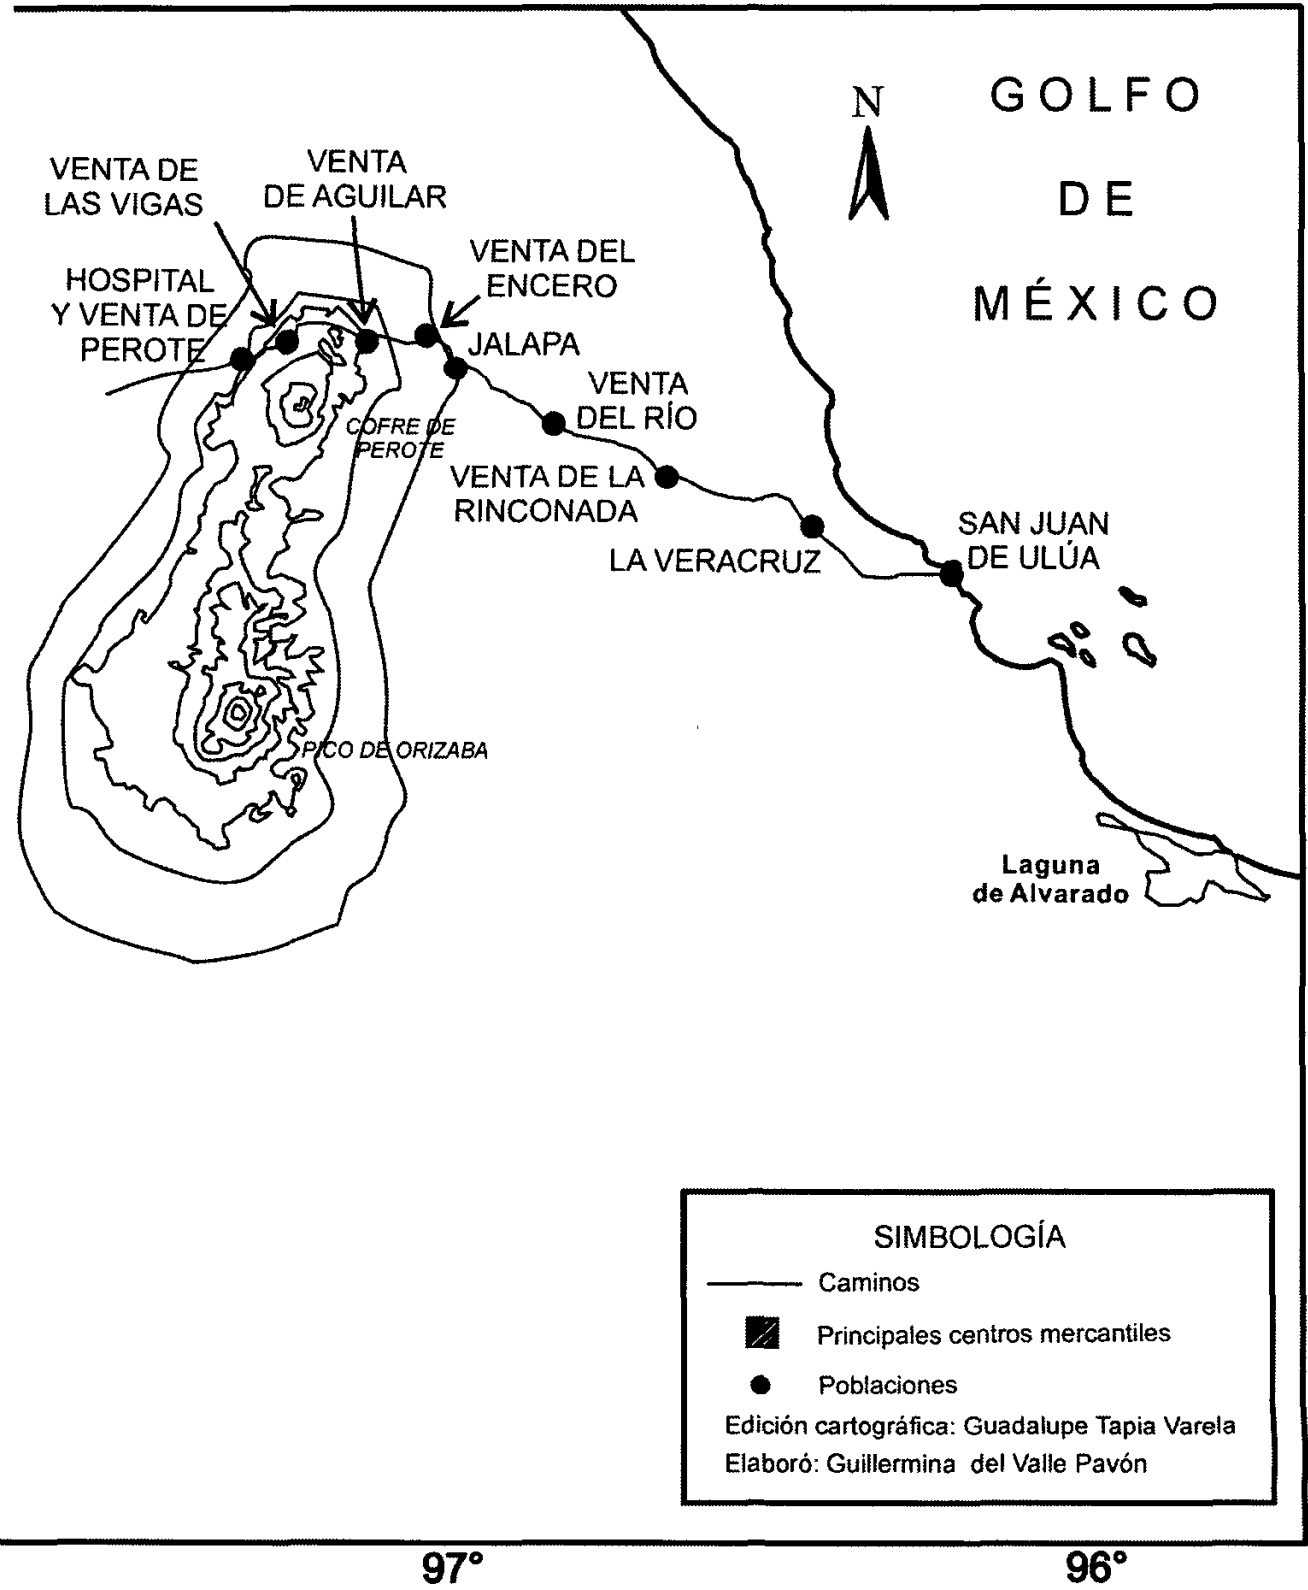 GOLFO
DE
MÉXICO
N
VENTA DE
LAS VIGAS
VENTA
DE AGUILAR
VENTA DEL
ENCERO
HOSPITAL
Y VENTA DE
PEROTE
JALAPA
VENTA
DEL RÍO
COFRE DE
PEROTE
VENTA DE LA
RINCONADA
LA VERACRUZ
SAN JUAN
DE ULÚA
PICO DE ORIZABA
Laguna
de Alvarado
SIMBOLOGÍA
Caminos
Principales centros mercantiles
Poblaciones
Edición cartográfica: Guadalupe Tapia Varela
Elaboró: Guillermina del Valle Pavón
97°
96°